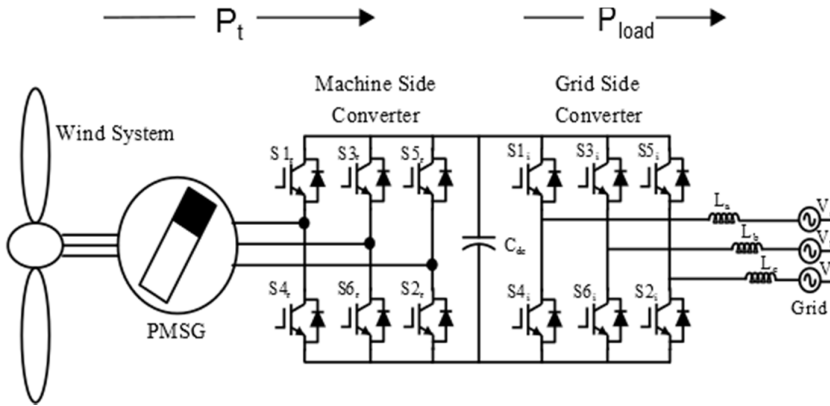 Pt
Pload
Machine Side
Converter
Grid Side
Converter
Wind System
S1r
S3r
S5r
S1i
S3i
S5i
La
V
Lb
V
Cdc
Lc
V
S4r
S6r
S2r
S4i
S6i
S2i
Grid
PMSG